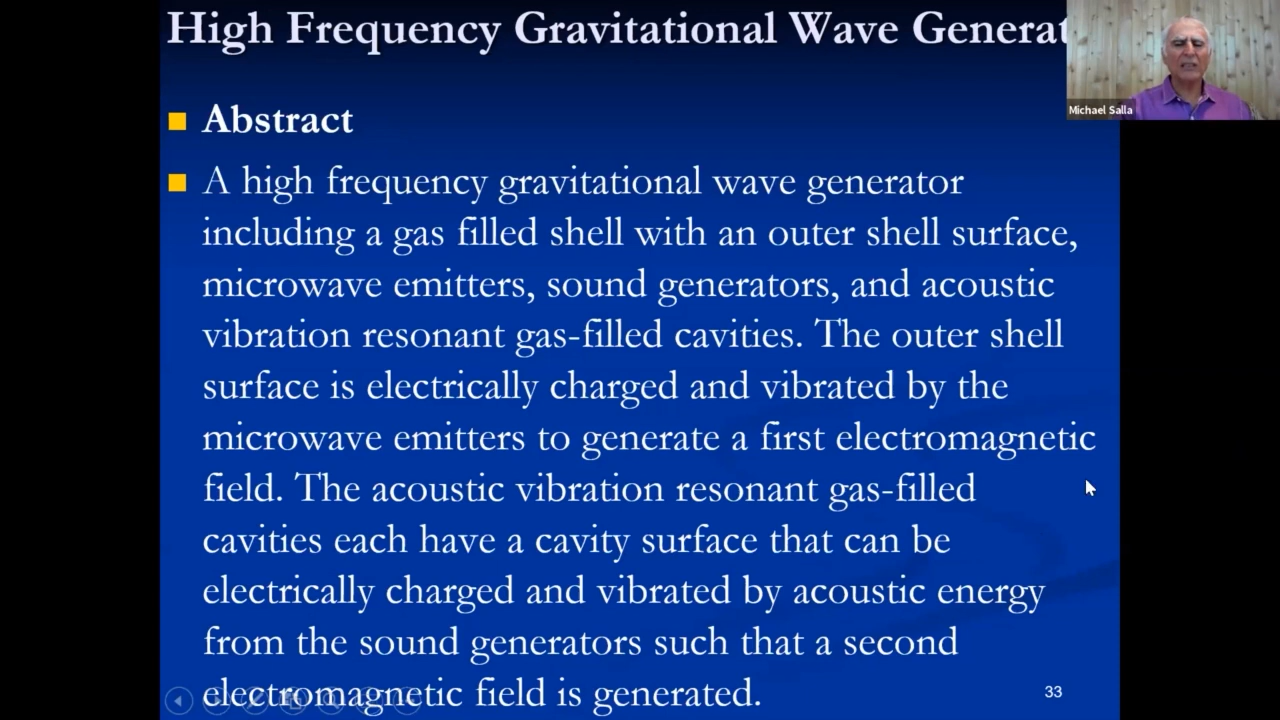 High Frequency Gravitational Wave Generat
Michael Salla
Abstract
A high frequency gravitational wave generator
including a gas filled shell with an outer shell surface,
microwave emitters, sound generators, and acoustic
vibration resonant gas-filled cavities. The outer shell
surface is electrically charged and vibrated by the
microwave emitters to generate a first electromagnetic
field. The acoustic vibration resonant gas-filled
cavities each have a cavity surface that can be
electrically charged and vibrated by acoustic energy
from the sound generators such that a second
electromagnetic field is generated.
33